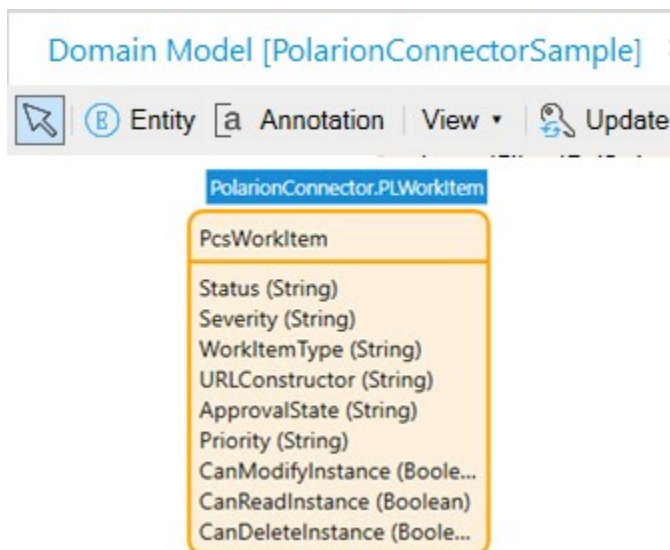 Domain Model [PolarionConnectorSample]
Entity [a Annotation View Update
PolarionConnector.PLWorkItem
PcsWorkItem
Status (String)
Severity (String)
WorkItemType (String)
URLConstructor (String)
ApprovalState (String)
Priority (String)
CanModifyInstance (Boole...
CanReadInstance (Boolean)
CanDeleteInstance (Boole...